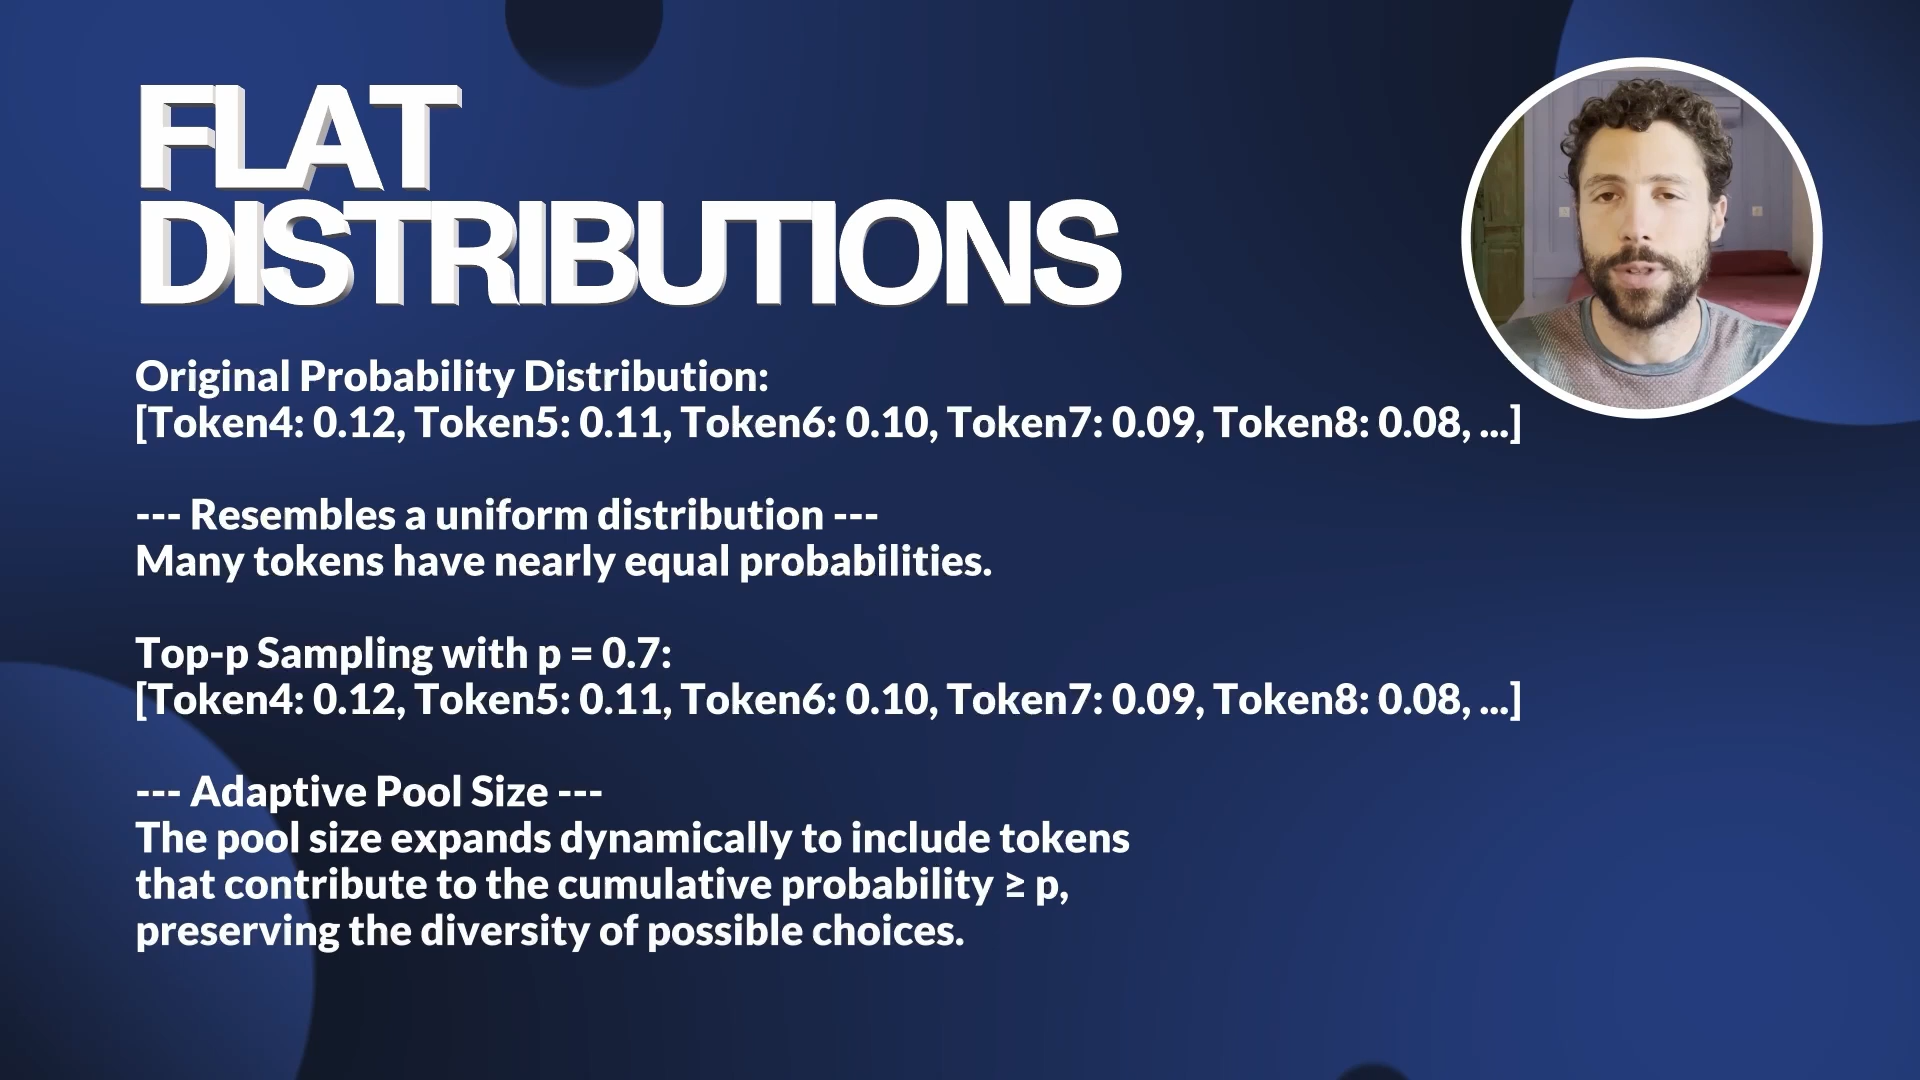 FLAT
DISTRIBUTIONS
Original Probability Distribution:
[Token4: 0.12, Token5: 0.11, Token6: 0.10, Token7: 0.09, Token8: 0.08, ...]
--- Resembles a uniform distribution ---
Many tokens have nearly equal probabilities.
Top-p Sampling with p = 0.7:
[Token4: 0.12, Token5: 0.11, Token6: 0.10, Token7: 0.09, Token8: 0.08, ...]
--- Adaptive Pool Size ---
The pool size expands dynamically to include tokens
that contribute to the cumulative probability ≥ p,
preserving the diversity of possible choices.